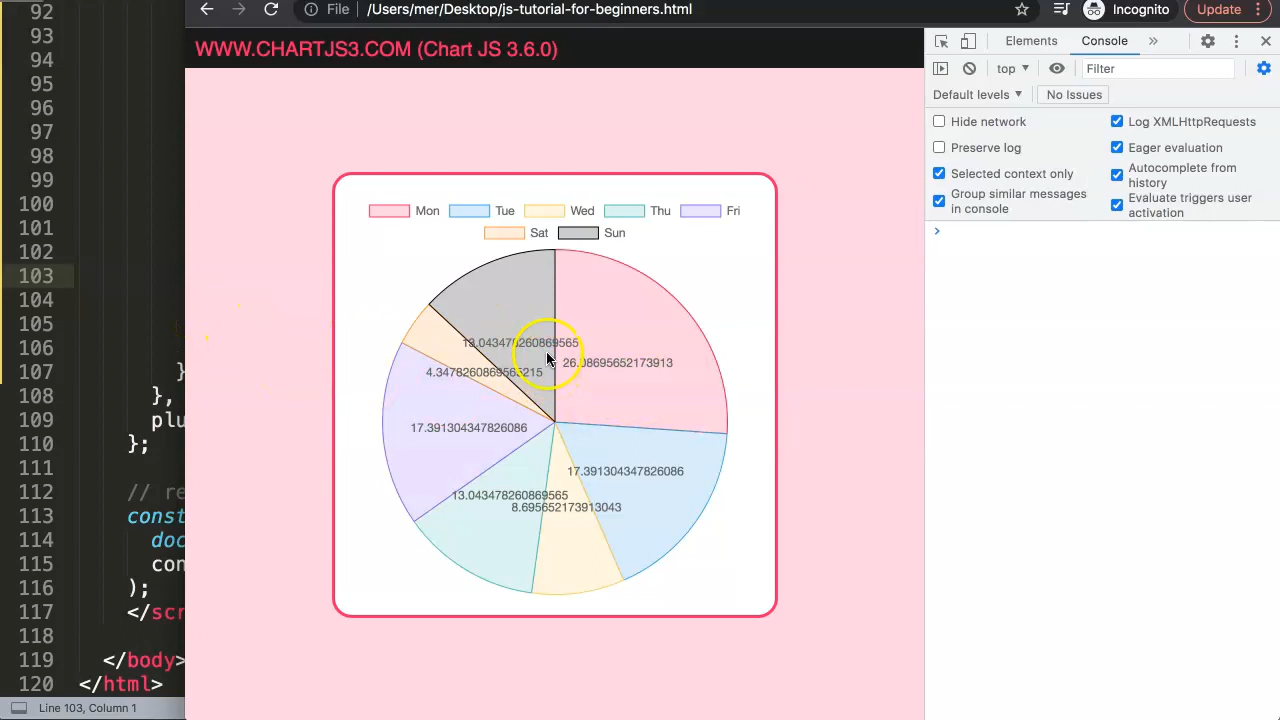 92
93
94
95
96
97
98
99
100
101
102
103
104
105
106
107 }
108 },
109 plu
110 };
111
112 // re
113 const
114 doc
115 con
116 );
117 </scr
118
119 </body>
120 </html>
Line 103, Column 1
File /Users/mer/Desktop/js-tutorial-for-beginners.html Incognito Update
WWW.CHARTJS3.COM (Chart JS 3.6.0)
Mon Tue Wed Thu Fri
Sat Sun
13.043478260869565
26.08695652173913
4.3478260869565215
17.391304347826086
17.391304347826086
13.043478260869565
8.695652173913043
Elements Console »
top Filter
Default levels No Issues
Hide network Log XMLHttpRequests
Preserve log Eager evaluation
Selected context only Autocomplete from
history
Group similar messages Evaluate triggers user
in console activation